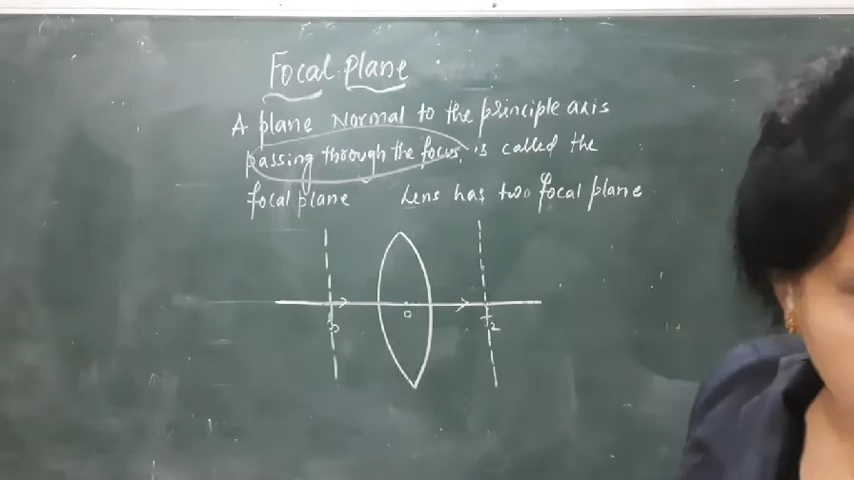 Focal Plane
A plane Normal to the principle axis
passing through the focus, is called the
focal plane Lens has two focal plane
O
F2